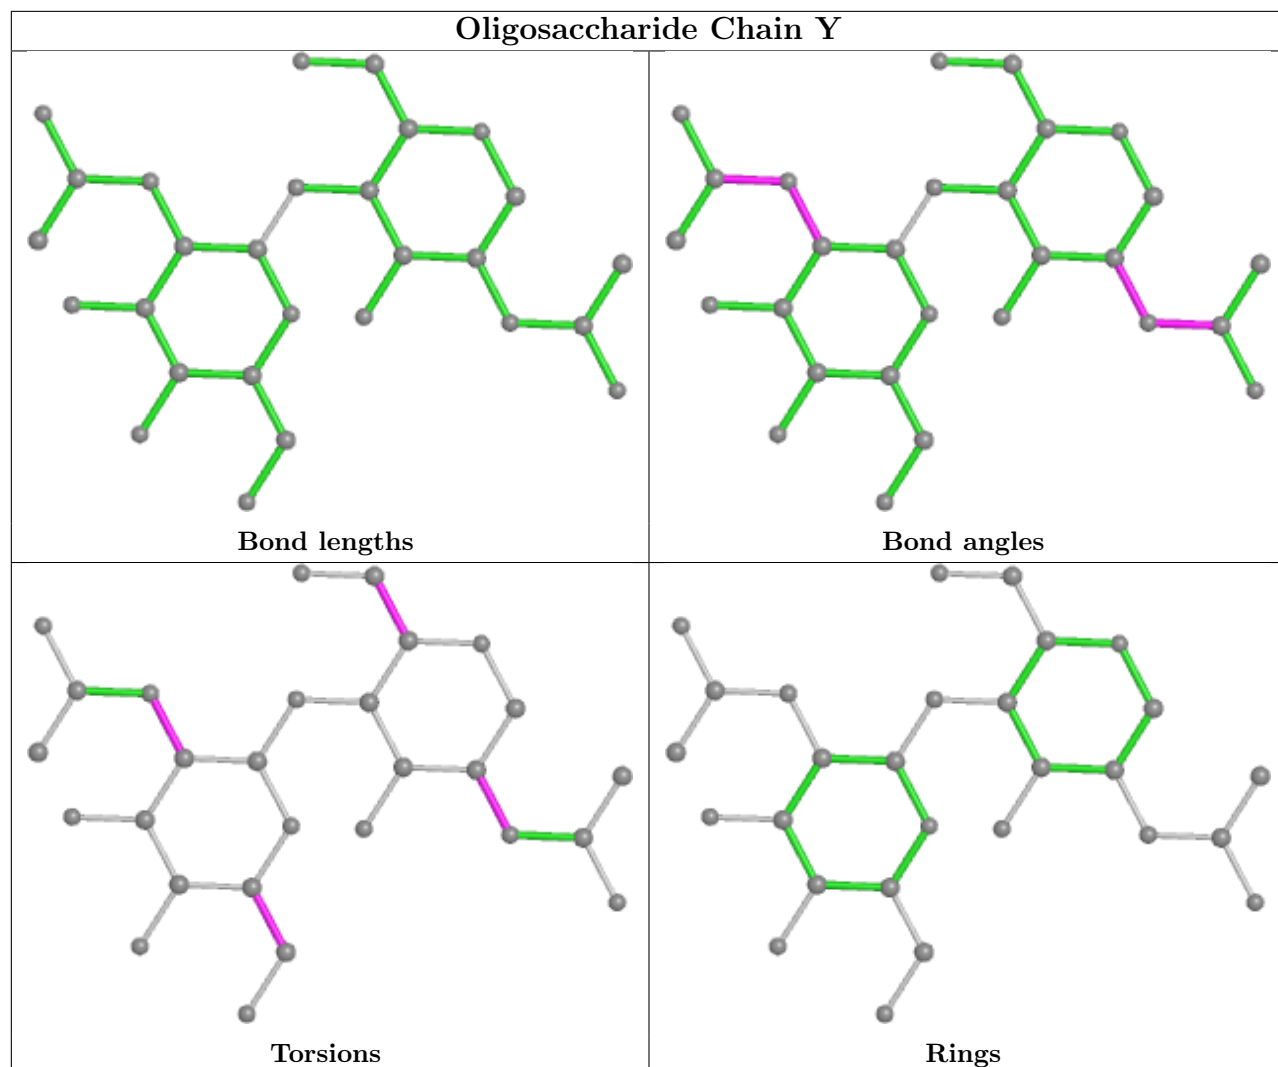 Oligosaccharide Chain Y
Bond lengths
Bond angles
Torsions
Rings